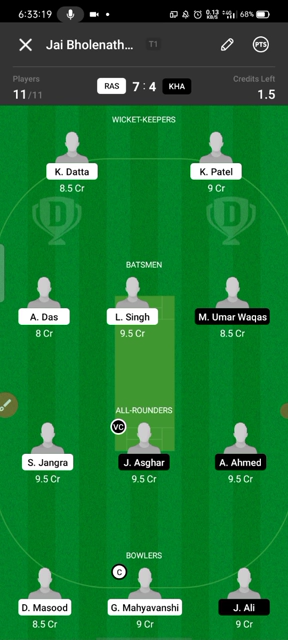 6:33:19
0.13 KB/s
68%
Jai Bholenath... T1
PTS
Players
11/11
RAS 7 : 4 KHA
Credits Left
1.5
WICKET-KEEPERS
K. Datta
K. Patel
8.5 Cr
9 Cr
D
D
BATSMEN
A. Das
L. Singh
M. Umar Waqas
8 Cr
9.5 Cr
8.5 Cr
ALL-ROUNDERS
VC
S. Jangra
J. Asghar
A. Ahmed
9.5 Cr
9.5 Cr
9.5 Cr
BOWLERS
C
D. Masood
G. Mahyavanshi
J. Ali
8.5 Cr
9 Cr
9 Cr